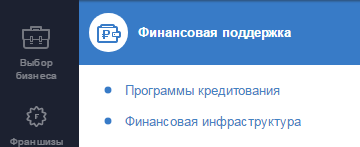 Выбор
бизнеса
Франшизы
Финансовая поддержка
Программы кредитования
Финансовая инфраструктура